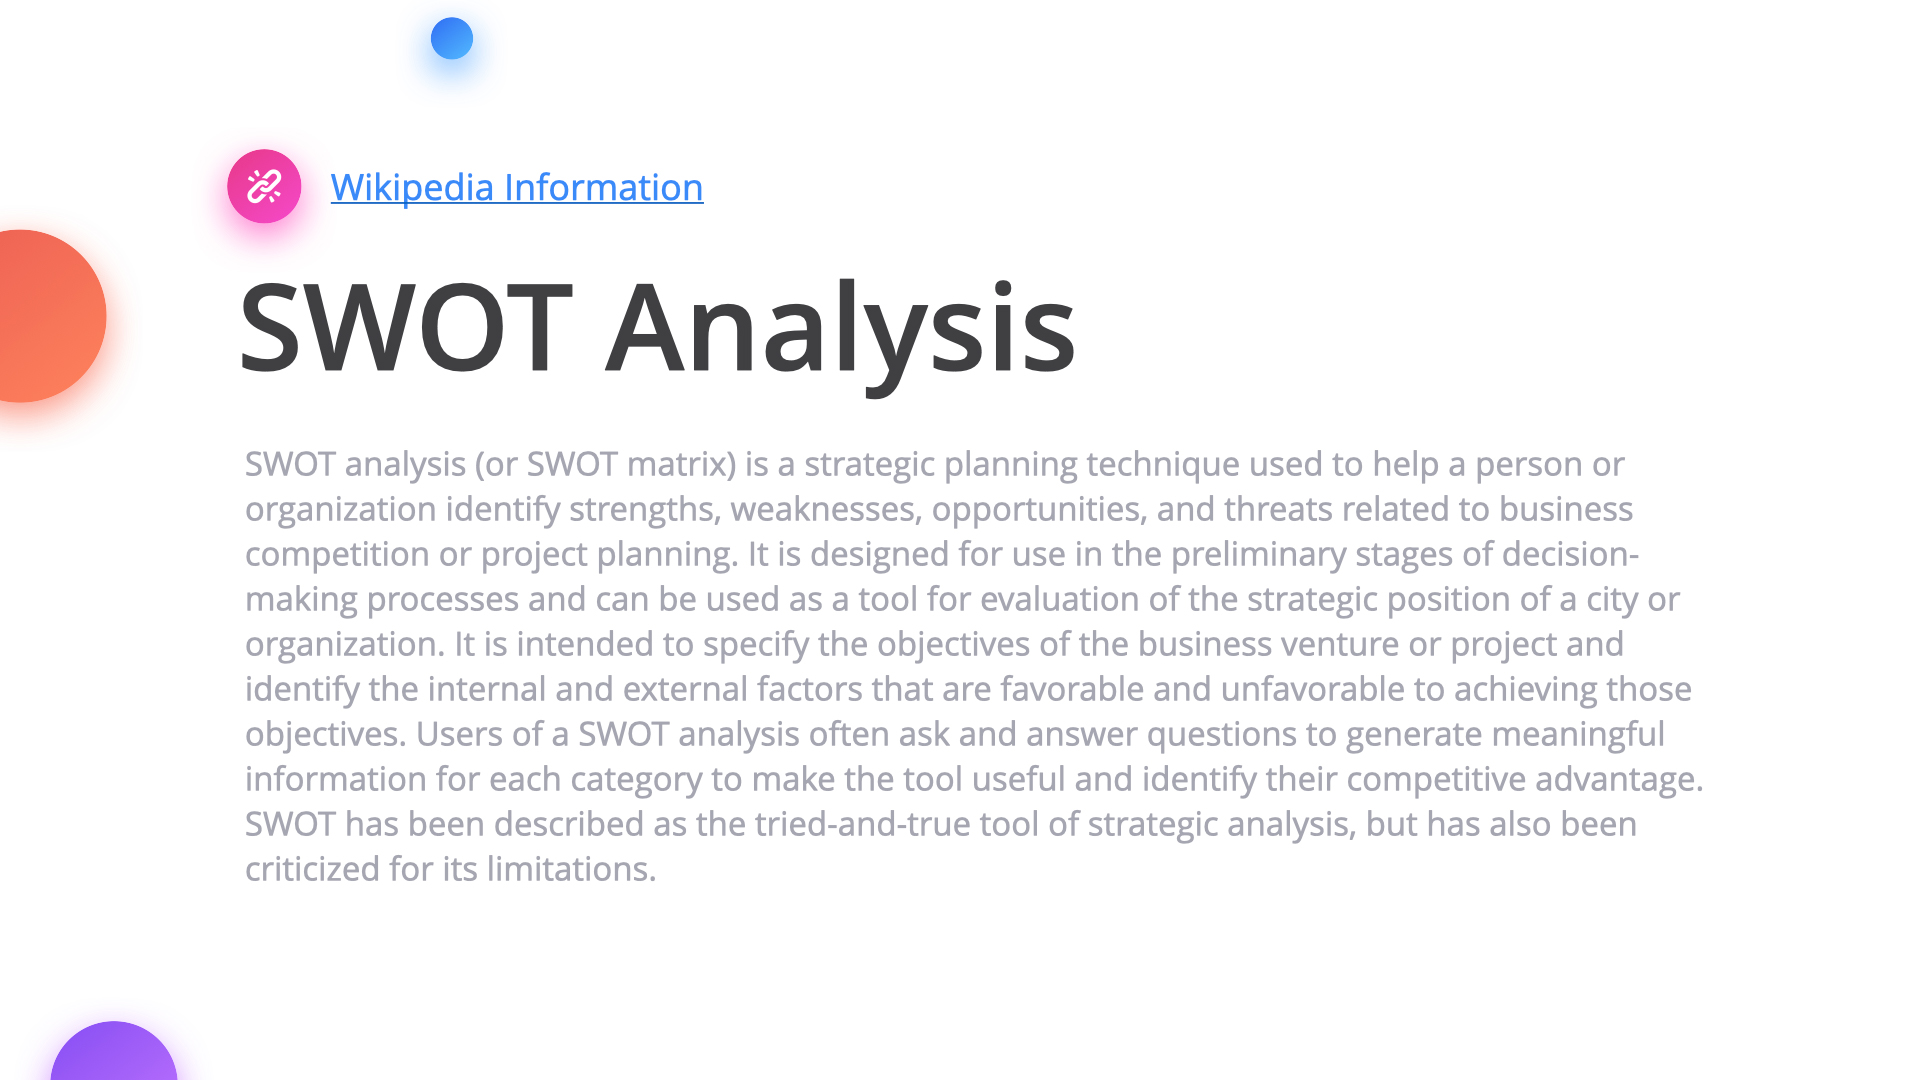 Wikipedia Information
SWOT Analysis
SWOT analysis (or SWOT matrix) is a strategic planning technique used to help a person or
organization identify strengths, weaknesses, opportunities, and threats related to business
competition or project planning. It is designed for use in the preliminary stages of decision-
making processes and can be used as a tool for evaluation of the strategic position of a city or
organization. It is intended to specify the objectives of the business venture or project and
identify the internal and external factors that are favorable and unfavorable to achieving those
objectives. Users of a SWOT analysis often ask and answer questions to generate meaningful
information for each category to make the tool useful and identify their competitive advantage.
SWOT has been described as the tried-and-true tool of strategic analysis, but has also been
criticized for its limitations.